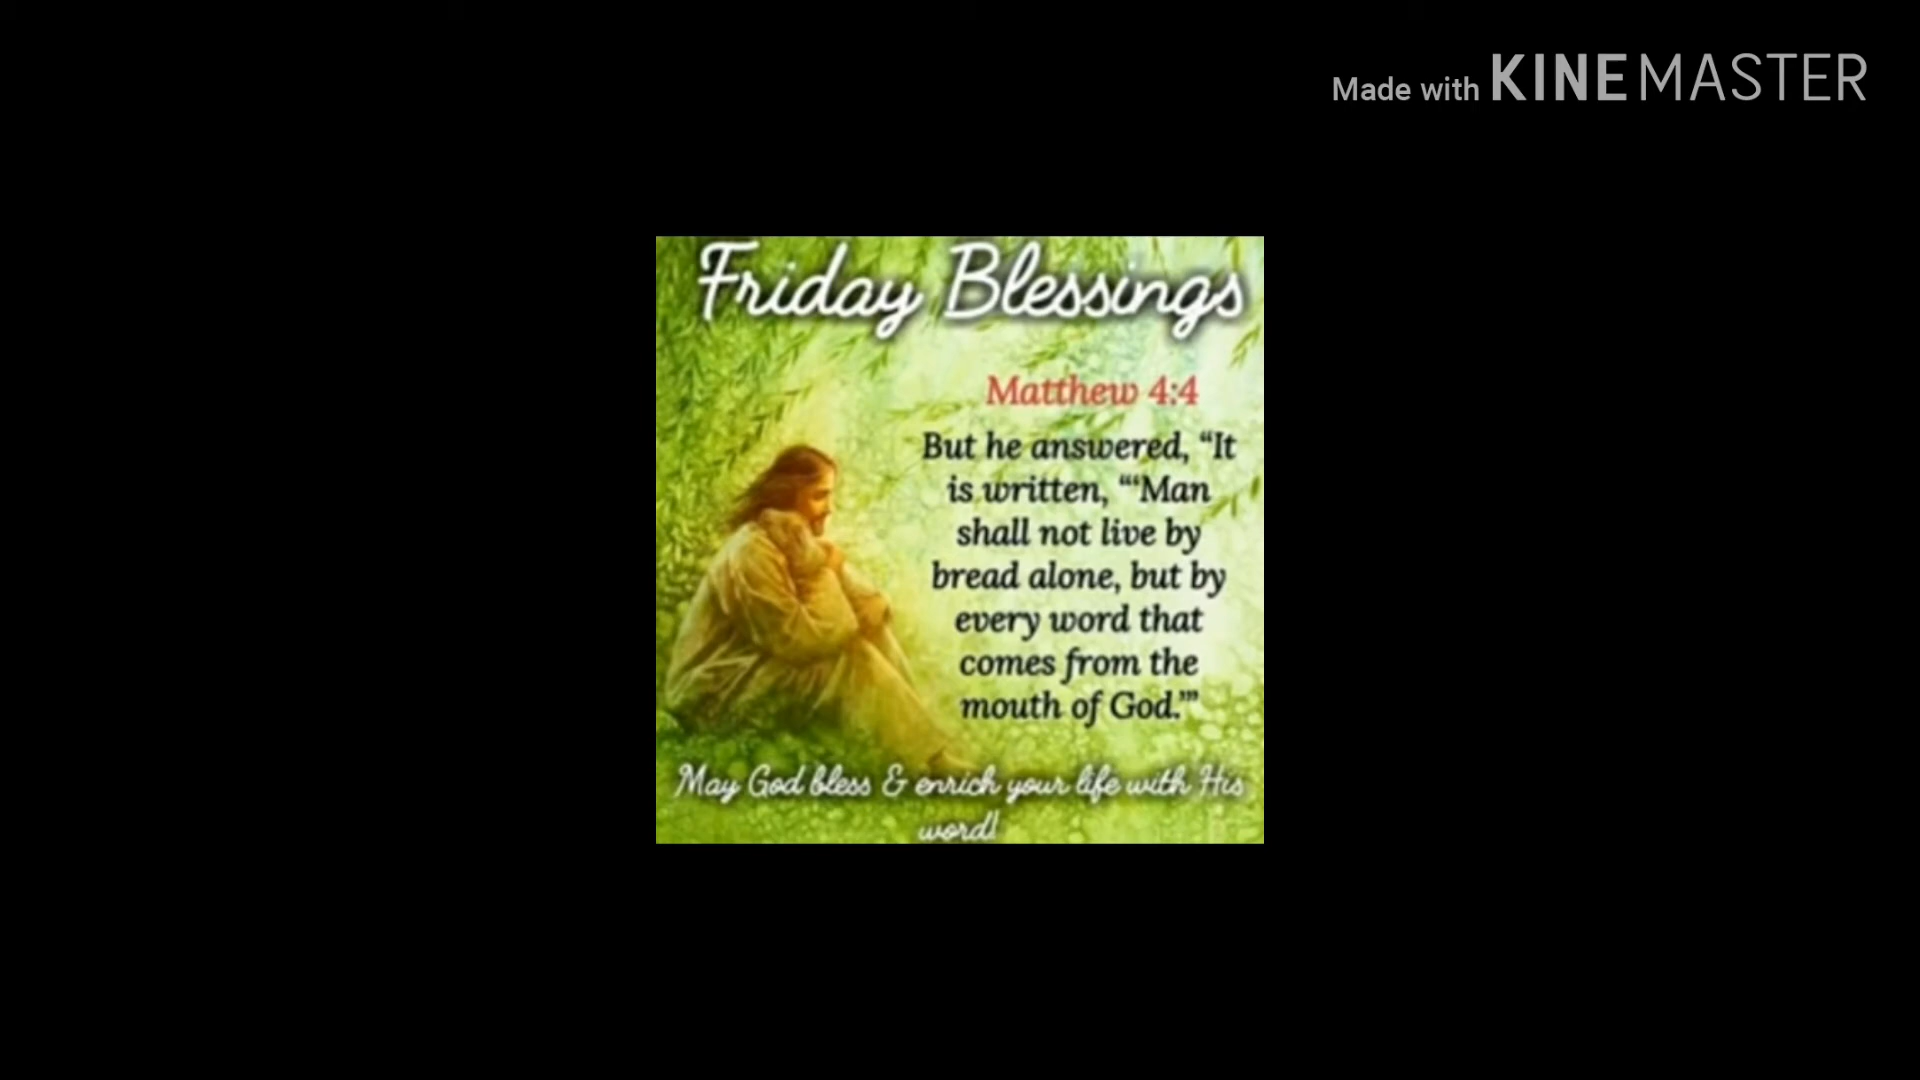 Made with KINEMASTER
Friday Blessings
Matthew 4:4
But he answered, “It
is written, “‘Man
shall not live by
bread alone, but by
every word that
comes from the
mouth of God.’”
May God bless & enrich your life with His
word!